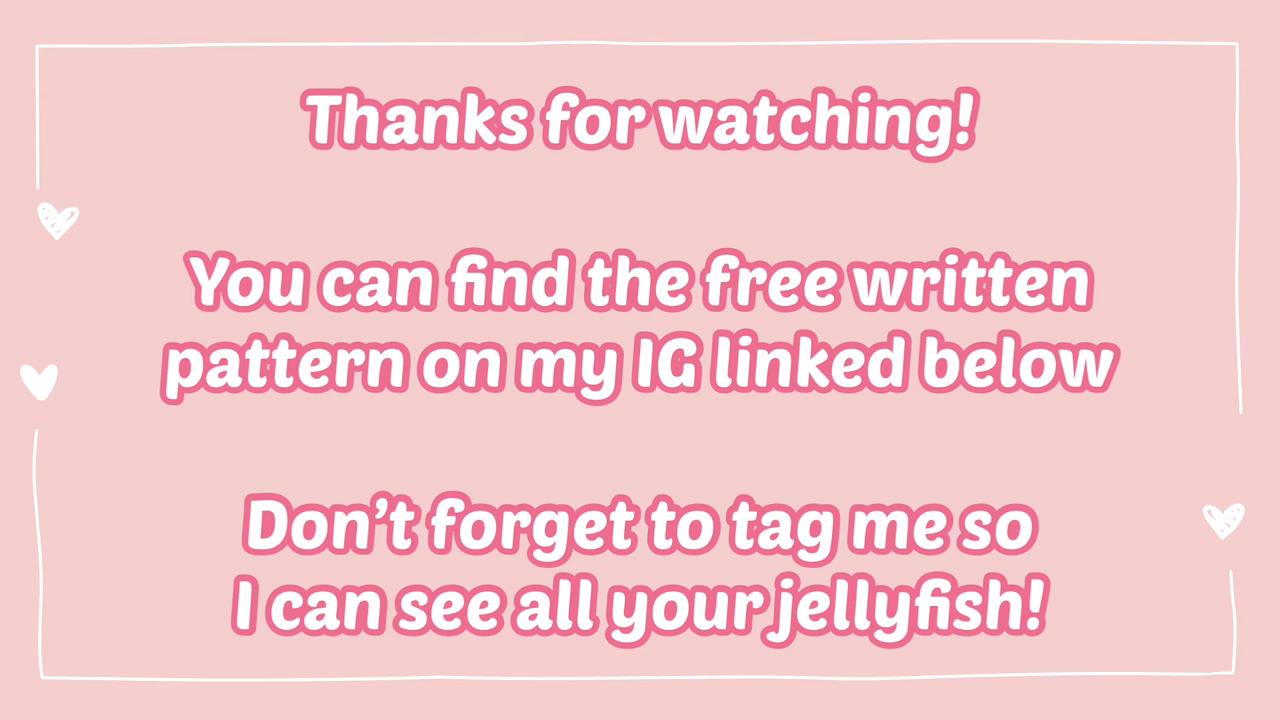 Thanks for watching!
You can find the free written
pattern on my IG linked below
Don’t forget to tag me so
I can see all your jellyfish!